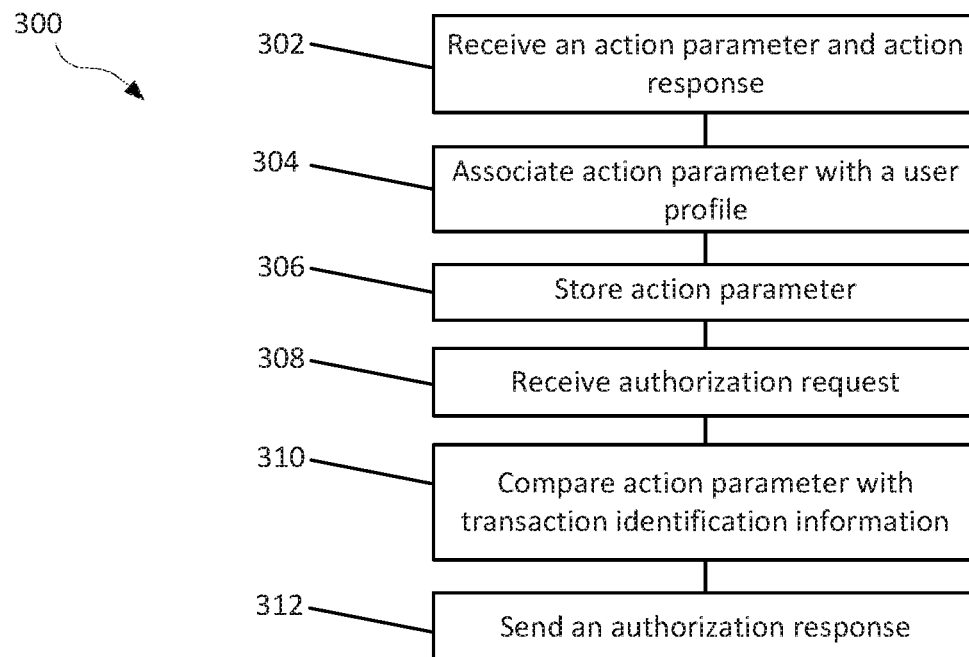 300
302
Receive an action parameter and action
response
304
Associate action parameter with a user
profile
306
Store action parameter
308
Receive authorization request
310
Compare action parameter with
transaction identification information
312
Send an authorization response